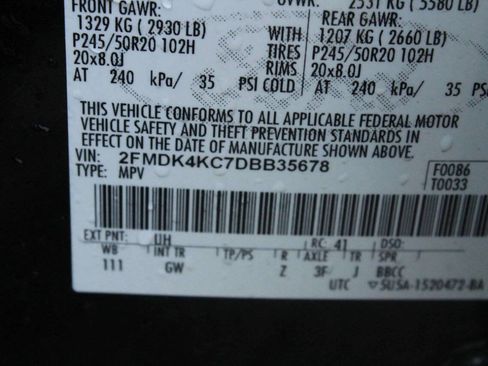 FRONT GAWR: GVWR: 2531 KG ( 5580 LB)
1329 KG ( 2930 LB) REAR GAWR:
P245/50R20 102H WITH 1207 KG ( 2660 LB)
20x8.0J TIRES P245/50R20 102H
AT 240 kPa/ 35 PSI COLD RIMS 20x8.0J
AT 240 kPa/ 35 PSI
THIS VEHICLE CONFORMS TO ALL APPLICABLE FEDERAL MOTOR
VEHICLE SAFETY AND THEFT PREVENTION STANDARDS IN
EFFECT ON THE DATE OF MANUFACTURE SHOWN ABOVE.
VIN: 2FMDK4KC7DBB35678
TYPE: MPV F0086
T0033
EXT PNT: UH RC: 41 DSO:
WB INT TR TP/PS R AXLE TR SPR
111 GW Z 3F J BBCC
UTC 5U5A-1520472-BA